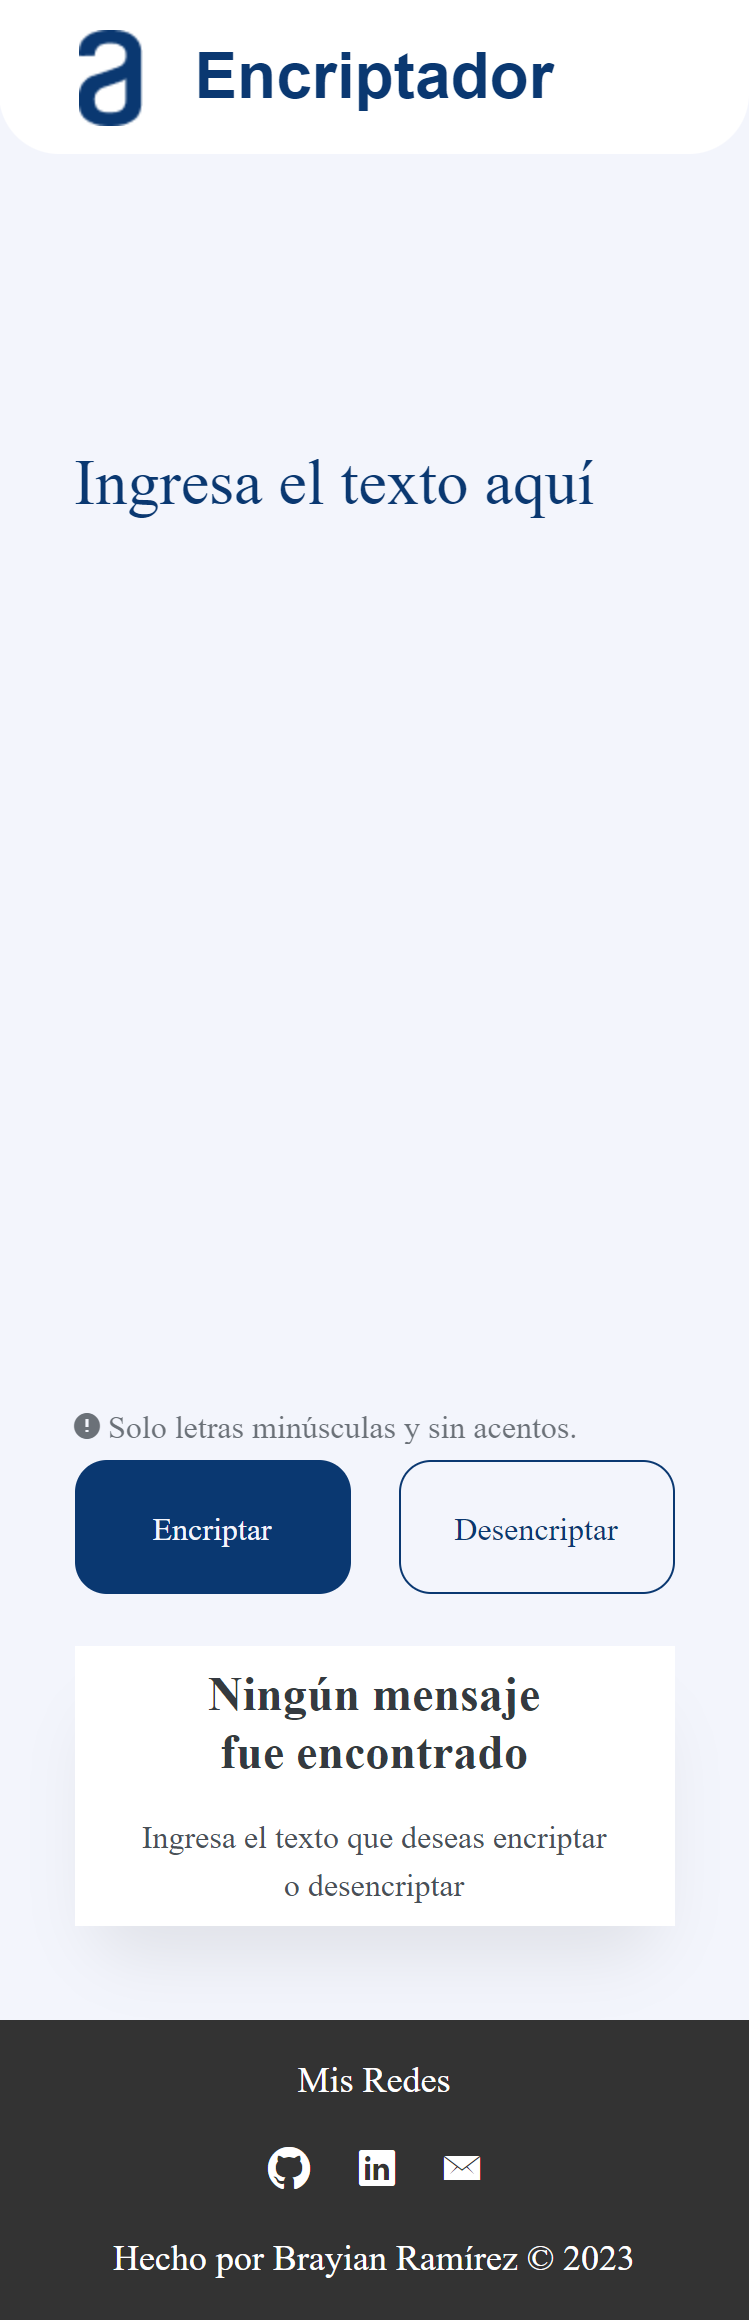 a Encriptador
Ingresa el texto aquí
Solo letras minúsculas y sin acentos.
Encriptar
Desencriptar
Ningún mensaje
fue encontrado
Ingresa el texto que deseas encriptar
o desencriptar
Mis Redes
in
Hecho por Brayian Ramírez © 2023